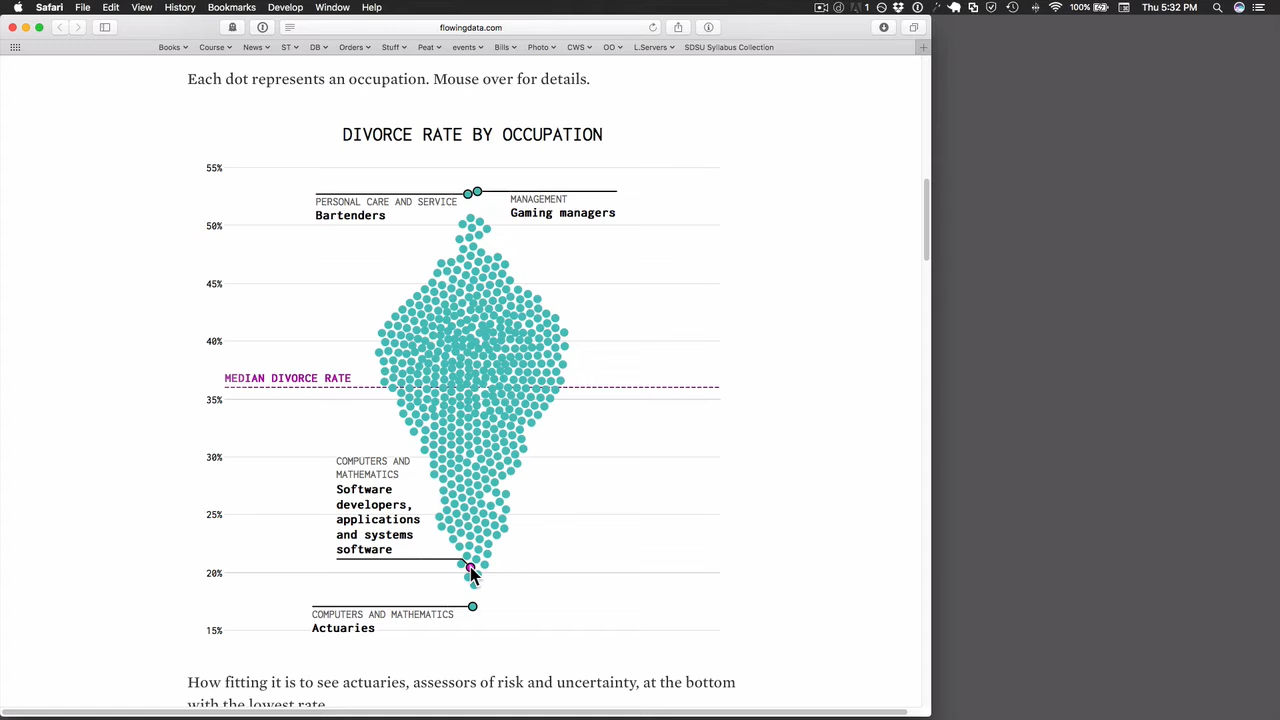 Safari File Edit View History Bookmarks Develop Window Help 100% Thu 5:32 PM
flowingdata.com
Books Course News ST DB Orders Stuff Peat events Bills Photo CWS OO L.Servers SDSU Syllabus Collection
Each dot represents an occupation. Mouse over for details.
DIVORCE RATE BY OCCUPATION
55%
PERSONAL CARE AND SERVICE
Bartenders
MANAGEMENT
Gaming managers
50%
45%
40%
MEDIAN DIVORCE RATE
35%
30%
COMPUTERS AND
MATHEMATICS
Software
developers,
applications
and systems
software
25%
20%
COMPUTERS AND MATHEMATICS
Actuaries
15%
How fitting it is to see actuaries, assessors of risk and uncertainty, at the bottom
with the lowest rate.